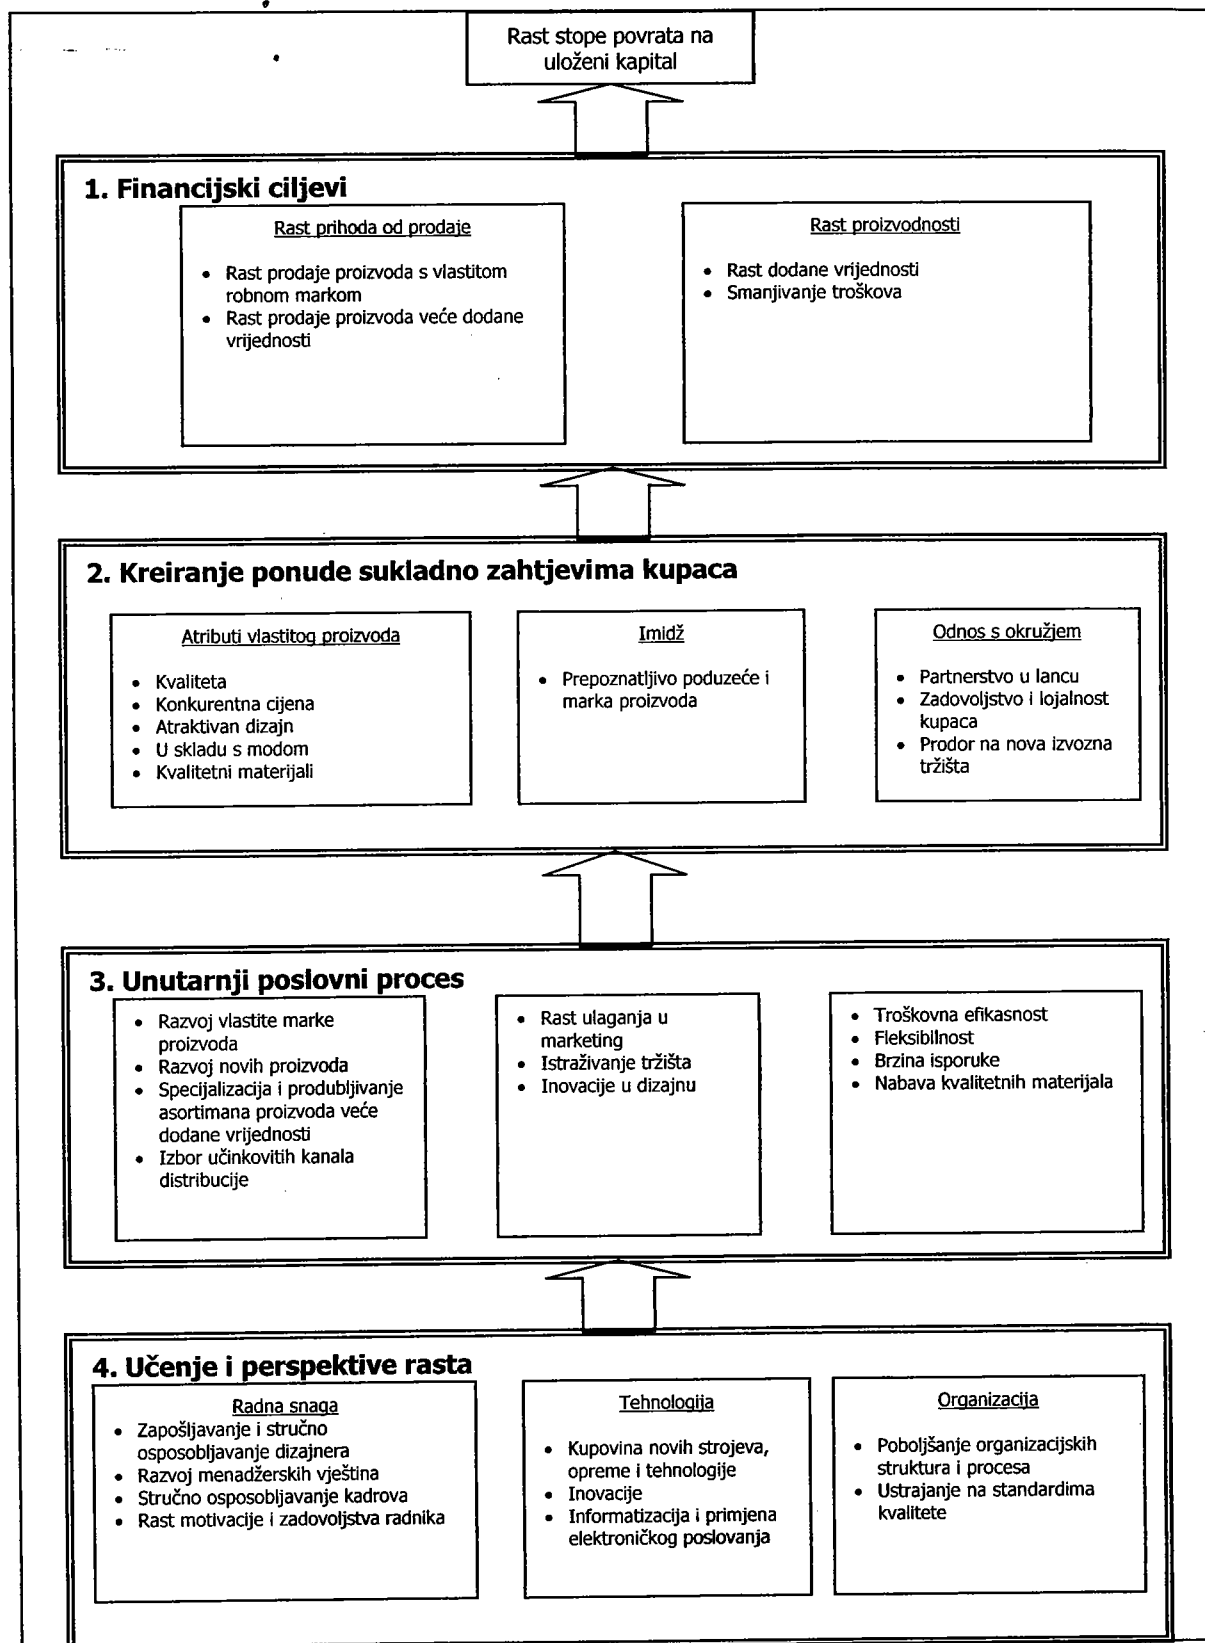 Rast stope povrata na
uloženi kapital
1. Financijski ciljevi
Rast prihoda od prodaje
• Rast prodaje proizvoda s vlastitom
robnom markom
• Rast prodaje proizvoda veće dodane
vrijednosti
Rast proizvodnosti
• Rast dodane vrijednosti
• Smanjivanje troškova
2. Kreiranje ponude sukladno zahtjevima kupaca
Atributi vlastitog proizvoda
• Kvaliteta
• Konkurentna cijena
• Atraktivan dizajn
• U skladu s modom
• Kvalitetni materijali
Imidž
• Prepoznatljivo poduzeće i
marka proizvoda
Odnos s okružjem
• Partnerstvo u lancu
• Zadovoljstvo i lojalnost
kupaca
• Prodor na nova izvozna
tržišta
3. Unutarnji poslovni proces
• Razvoj vlastite marke
proizvoda
• Razvoj novih proizvoda
• Specijalizacija i produbljivanje
asortimana proizvoda veće
dodane vrijednosti
• Izbor učinkovitih kanala
distribucije
• Rast ulaganja u
marketing
• Istraživanje tržišta
• Inovacije u dizajnu
• Troškovna efikasnost
• Fleksibilnost
• Brzina isporuke
• Nabava kvalitetnih materijala
4. Učenje i perspektive rasta
Radna snaga
• Zapošljavanje i stručno
osposobljavanje dizajnera
• Razvoj menadžerskih vještina
• Stručno osposobljavanje kadrova
• Rast motivacije i zadovoljstva radnika
Tehnologija
• Kupovina novih strojeva,
opreme i tehnologije
• Inovacije
• Informatizacija i primjena
elektroničkog poslovanja
Organizacija
• Poboljšanje organizacijskih
struktura i procesa
• Ustrajanje na standardima
kvalitete